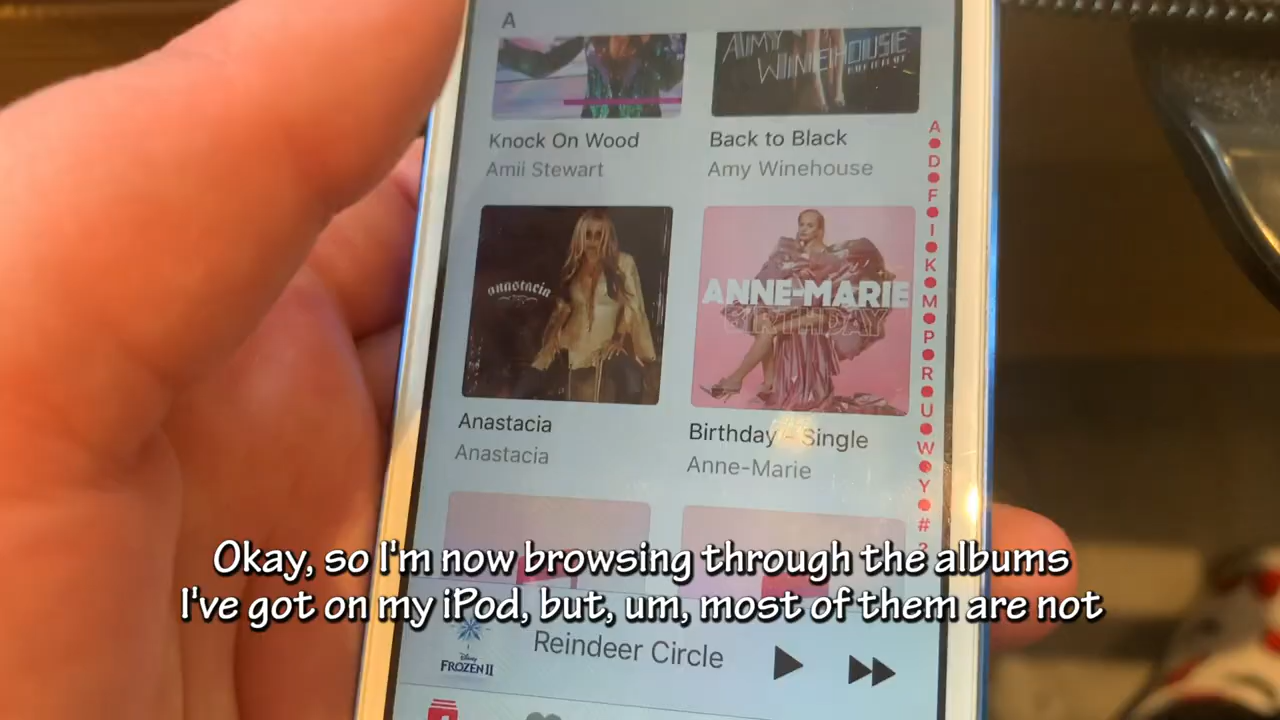 A
AMY
WINEHOUSE
Knock On Wood
Back to Black
Amii Stewart
Amy Winehouse
anastacia
ANNE-MARIE
BIRTHDAY
Anastacia
Birthday - Single
Anastacia
Anne-Marie
A
D
F
I
K
M
P
R
U
W
Y
#
Okay, so I'm now browsing through the albums
I've got on my iPod, but, um, most of them are not
Disney
FROZEN II
Reindeer Circle